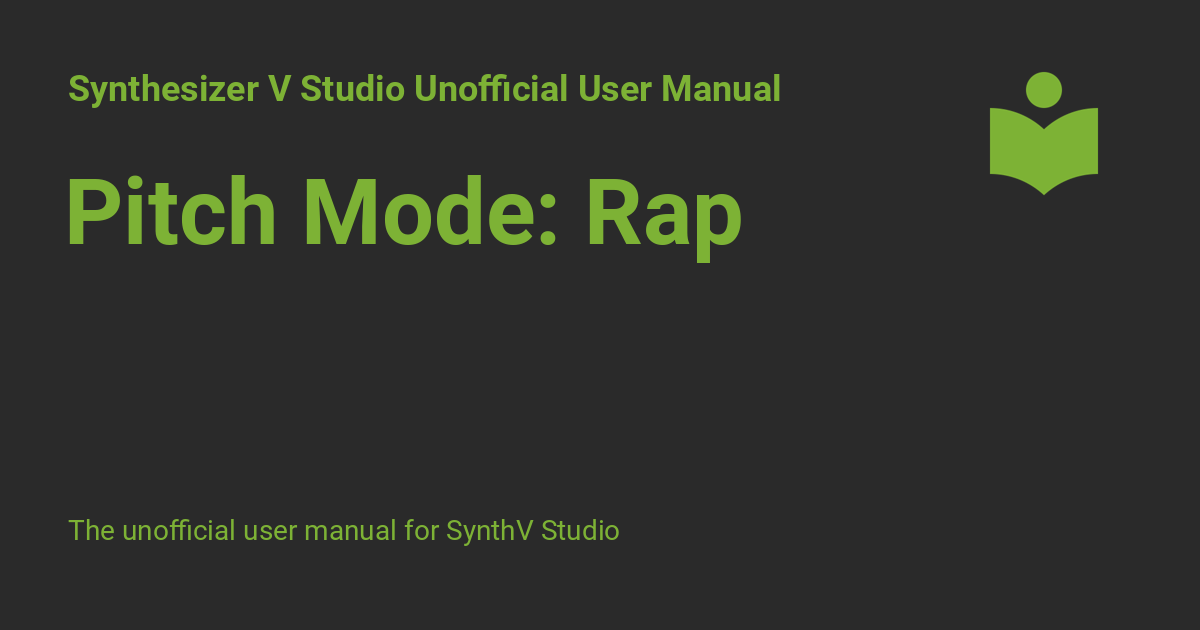 Synthesizer V Studio Unofficial User Manual
Pitch Mode: Rap
The unofficial user manual for SynthV Studio